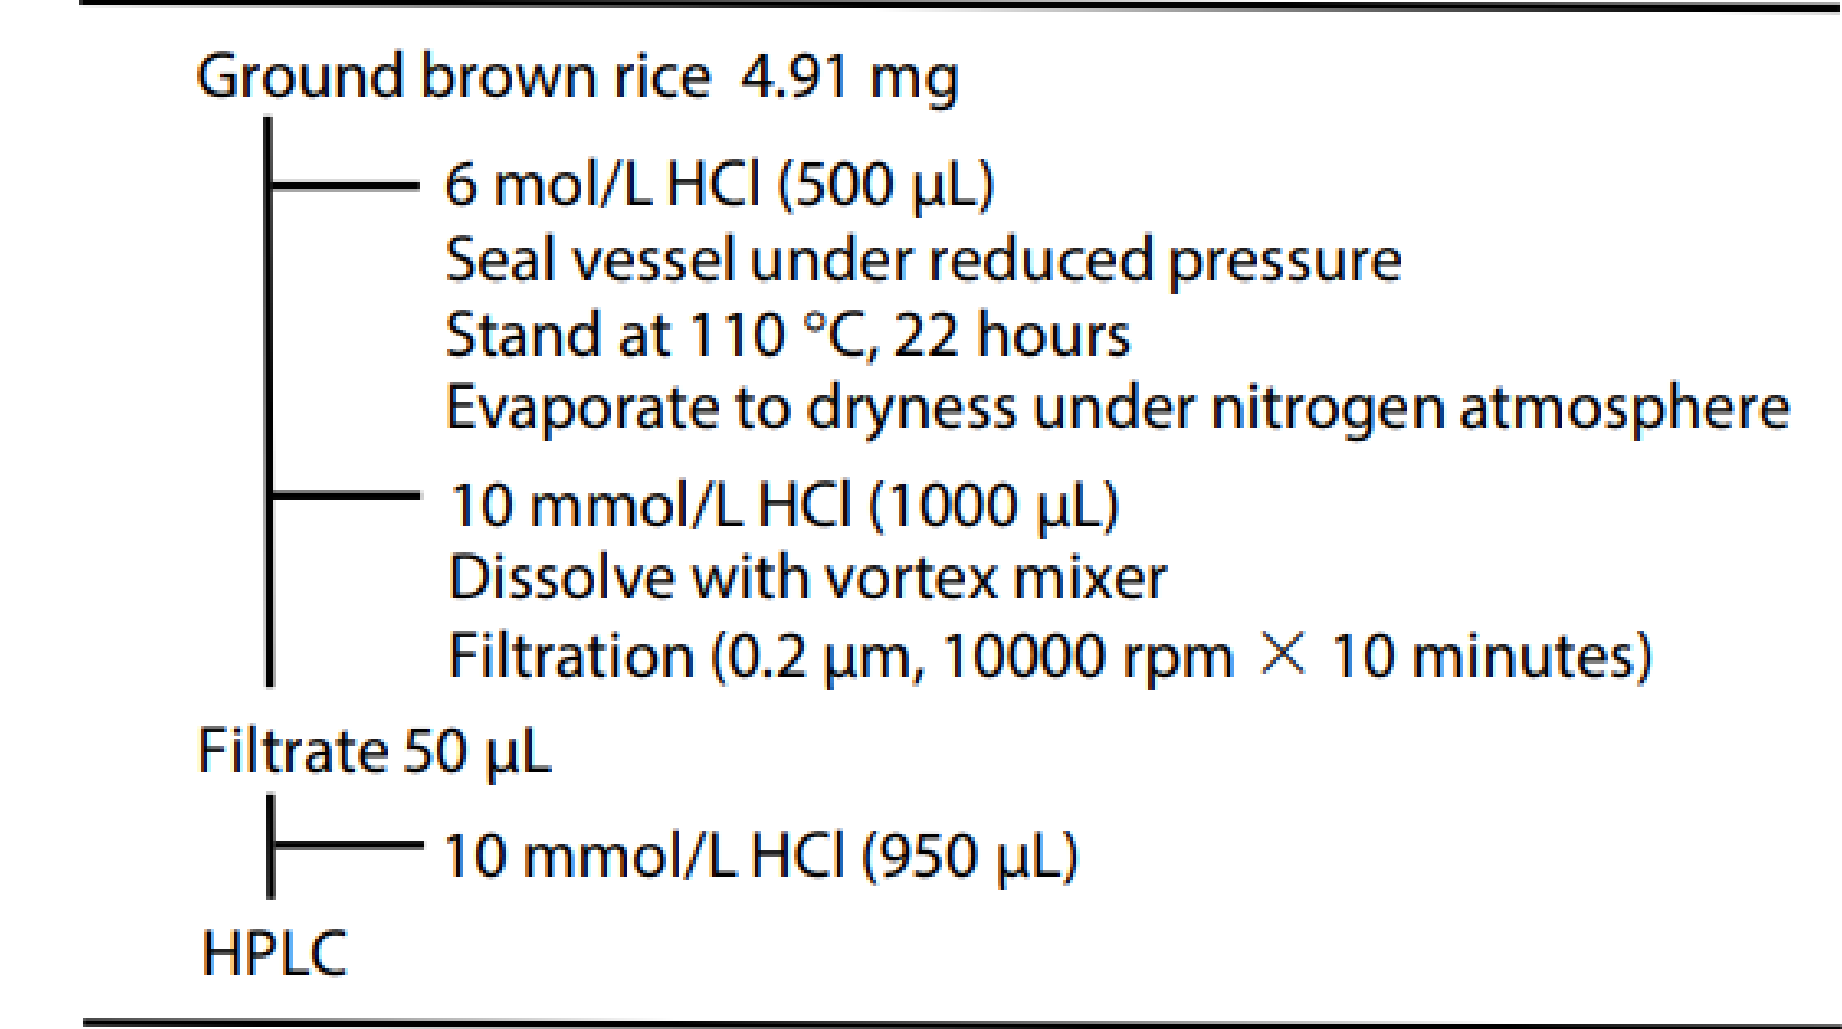 Ground brown rice 4.91 mg
6 mol/L HCl (500 µL)
Seal vessel under reduced pressure
Stand at 110 °C, 22 hours
Evaporate to dryness under nitrogen atmosphere
10 mmol/L HCl (1000 µL)
Dissolve with vortex mixer
Filtration (0.2 µm, 10000 rpm × 10 minutes)
Filtrate 50 µL
10 mmol/L HCl (950 µL)
HPLC